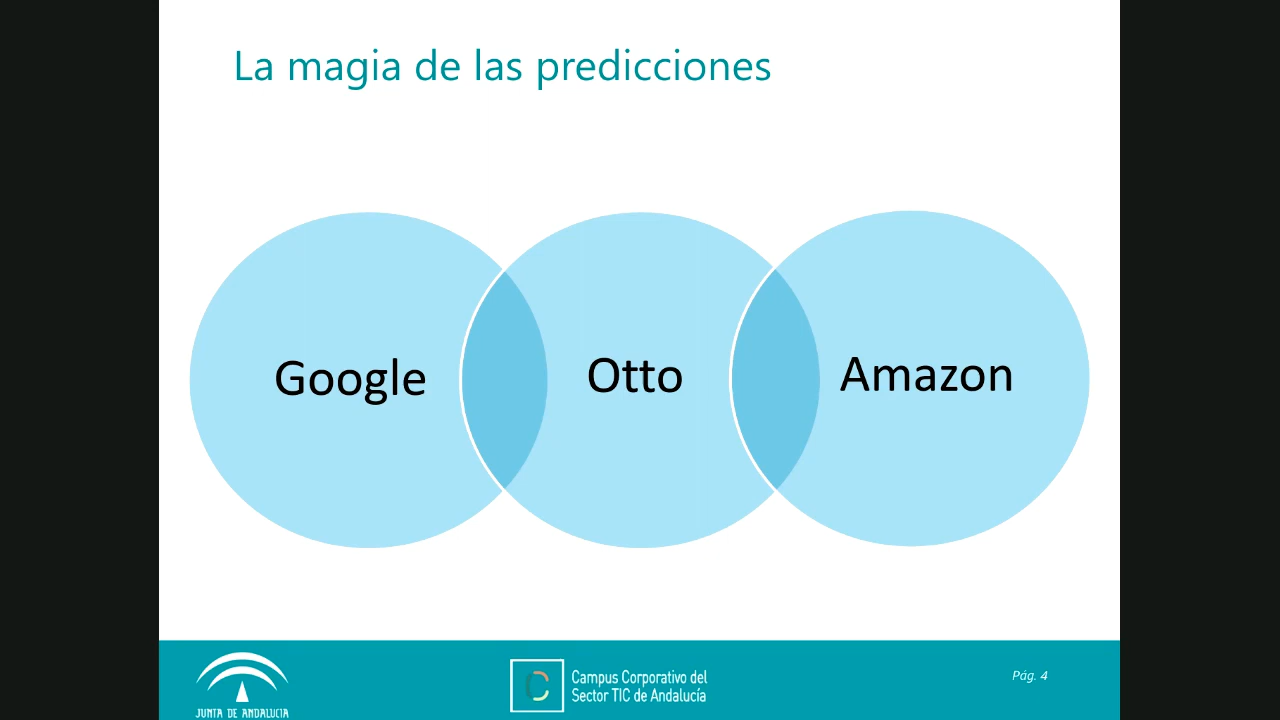 La magia de las predicciones
Google
Otto
Amazon
JUNTA DE ANDALUCIA
Campus Corporativo del
Sector TIC de Andalucía
Pág. 4